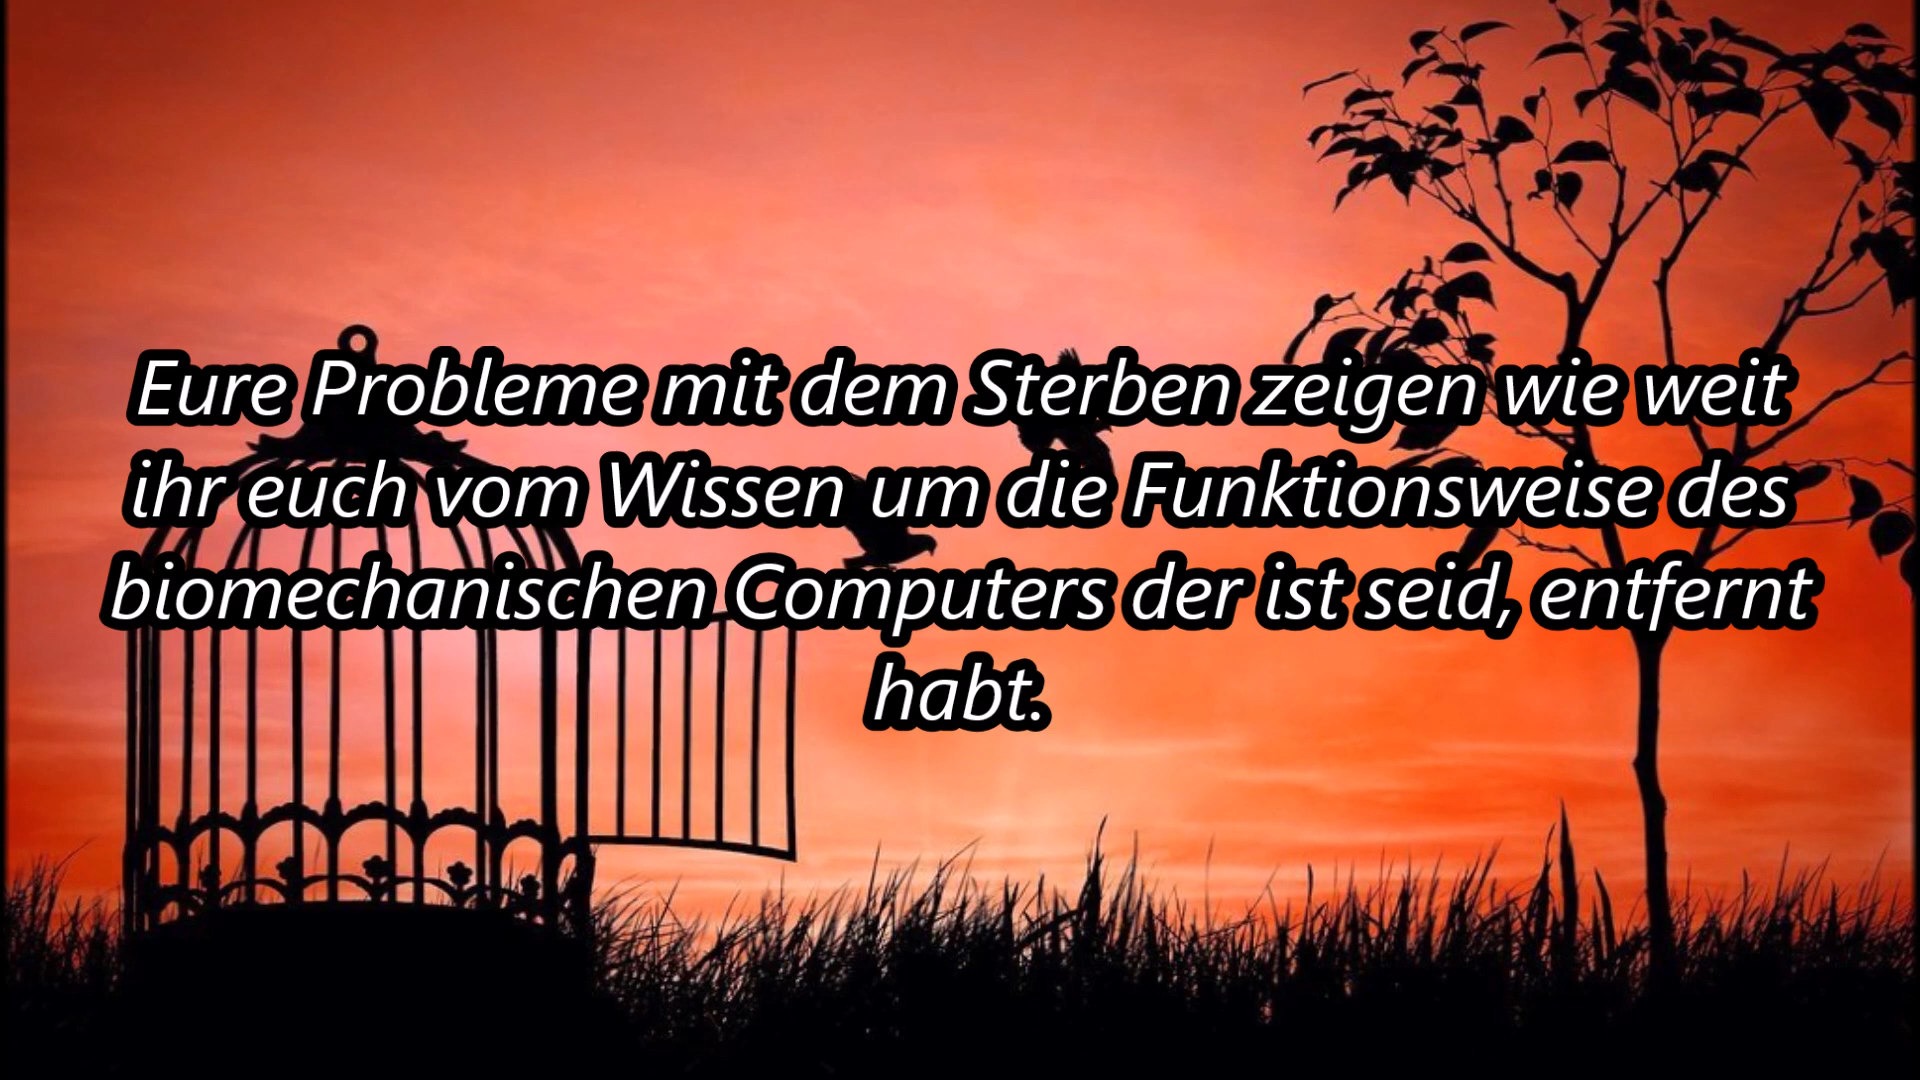 Eure Probleme mit dem Sterben zeigen wie weit
ihr euch vom Wissen um die Funktionsweise des
biomechanischen Computers der ist seid, entfernt
habt.